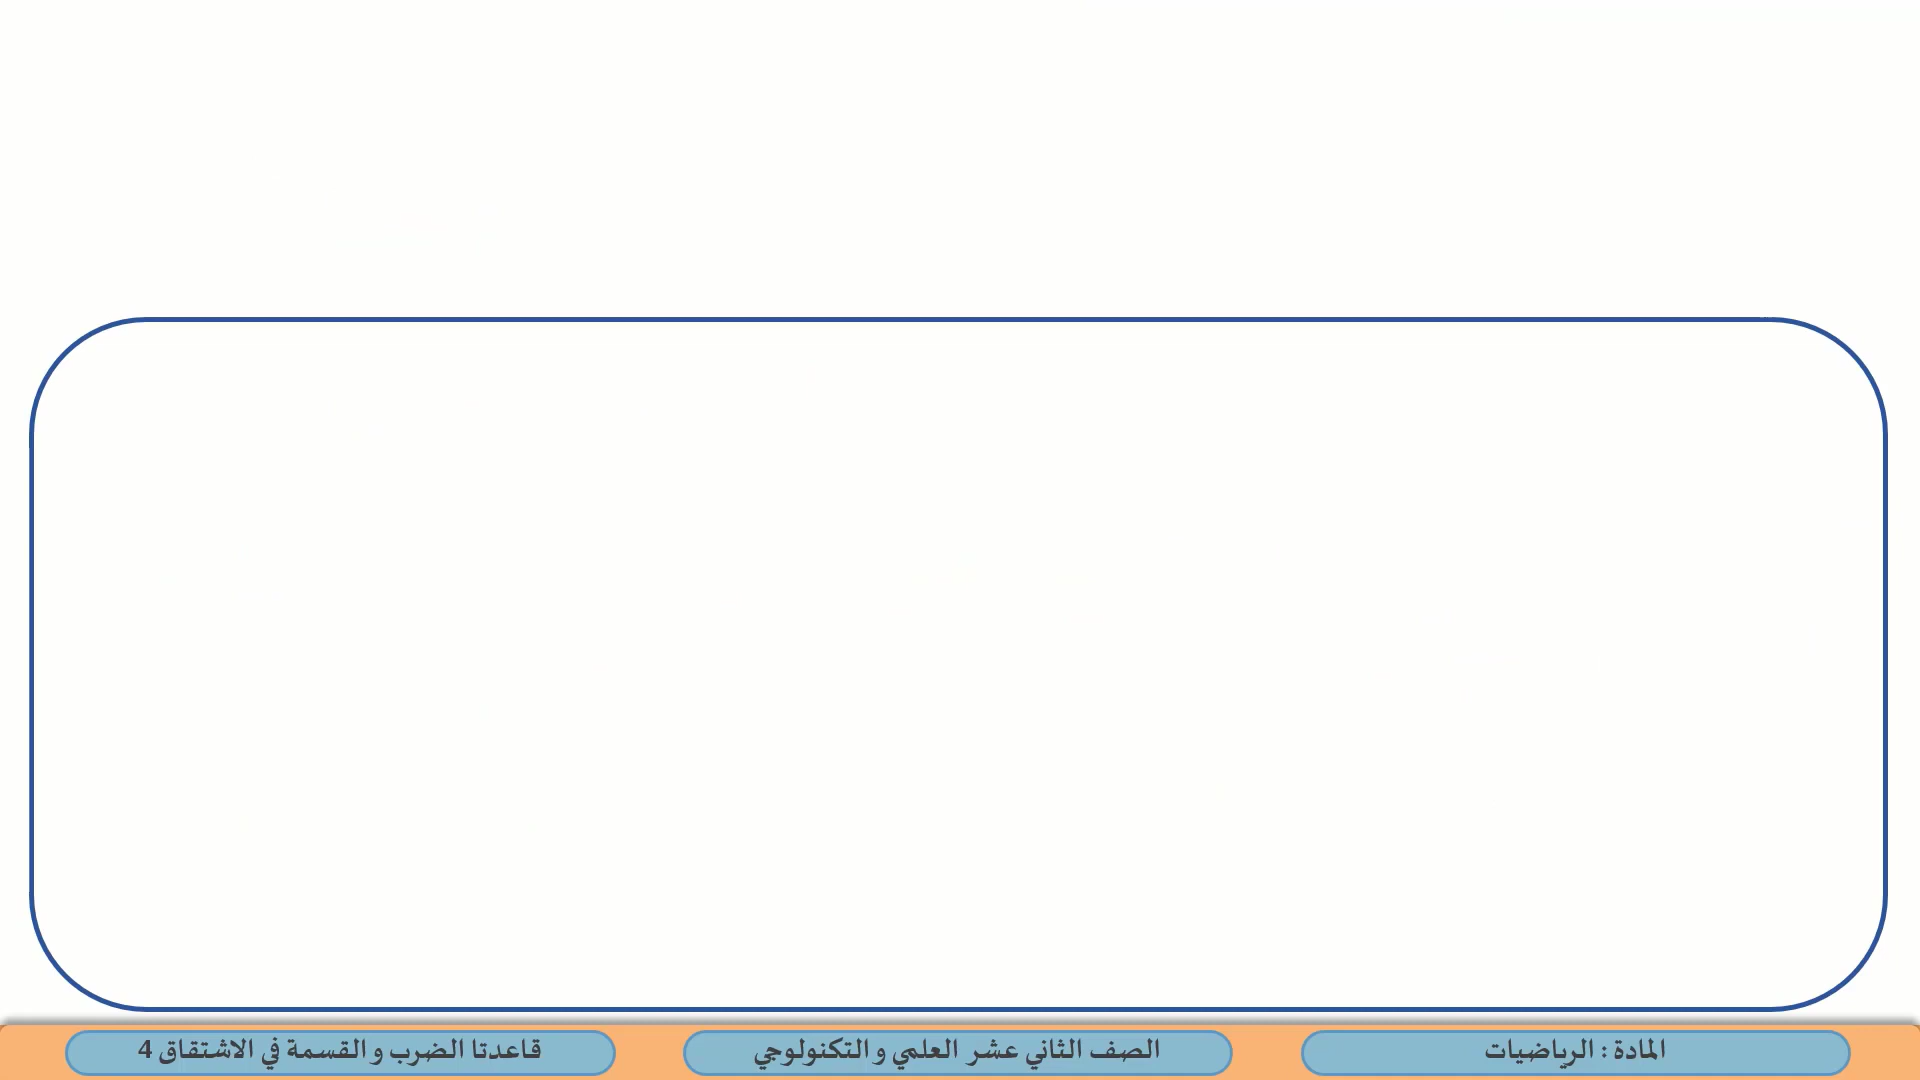 المادة : الرياضيات
الصف الثاني عشر العلمي و التكنولوجي
قاعدتا الضرب و القسمة في الاشتقاق 4